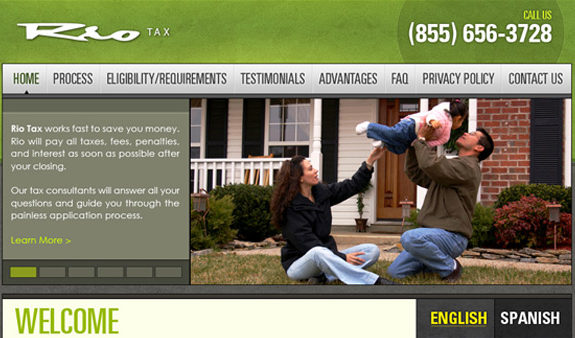 Rio TAX
CALL US
(855) 656-3728
HOME PROCESS ELIGIBILITY/REQUIREMENTS TESTIMONIALS ADVANTAGES FAQ PRIVACY POLICY CONTACT US
Rio Tax works fast to save you money.
Rio will pay all taxes, fees, penalties,
and interest as soon as possible after
your closing.
Our tax consultants will answer all your
questions and guide you through the
painless application process.
Learn More >
WELCOME
ENGLISH SPANISH